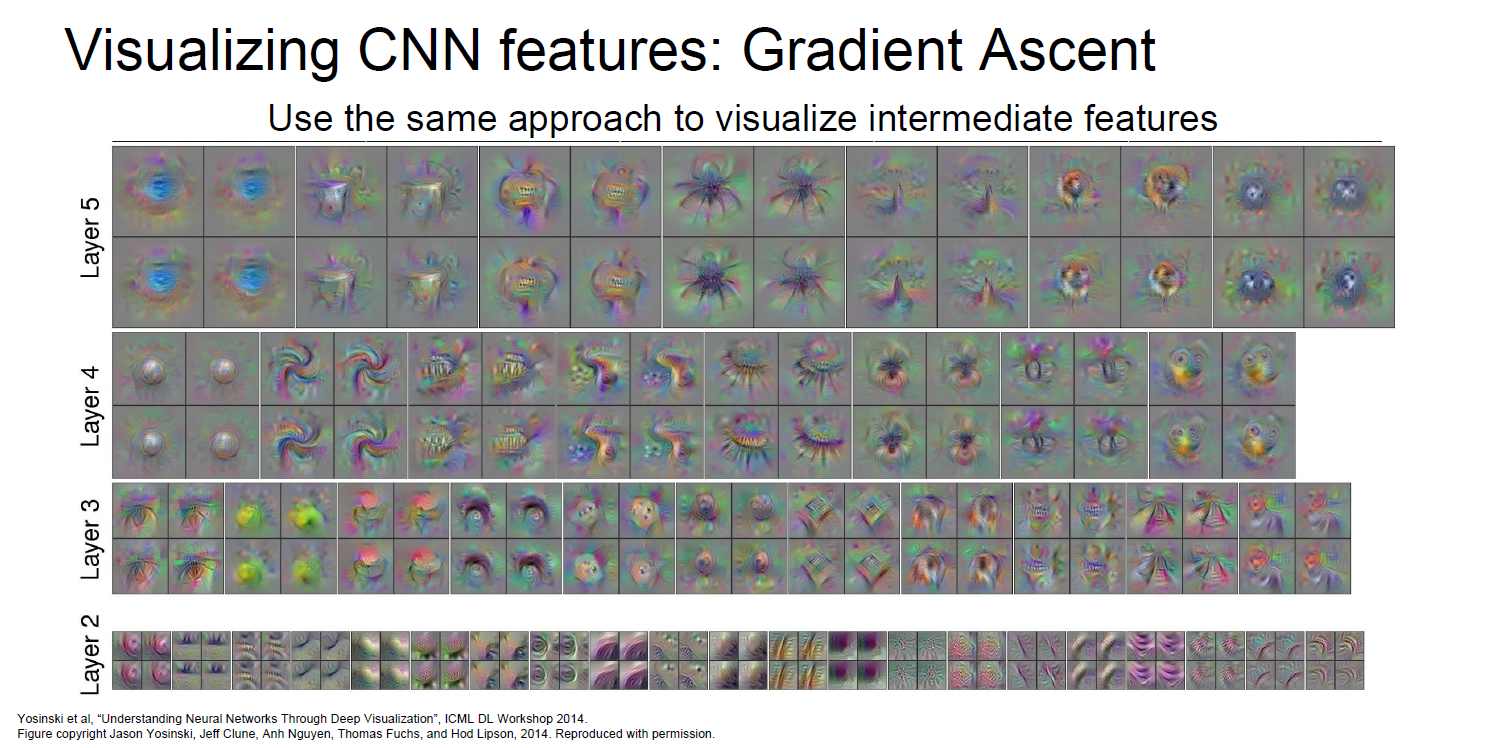 Visualizing CNN features: Gradient Ascent
Use the same approach to visualize intermediate features
Layer 5
Layer 4
Layer 3
Layer 2
Yosinski et al, “Understanding Neural Networks Through Deep Visualization”, ICML DL Workshop 2014.
Figure copyright Jason Yosinski, Jeff Clune, Anh Nguyen, Thomas Fuchs, and Hod Lipson, 2014. Reproduced with permission.